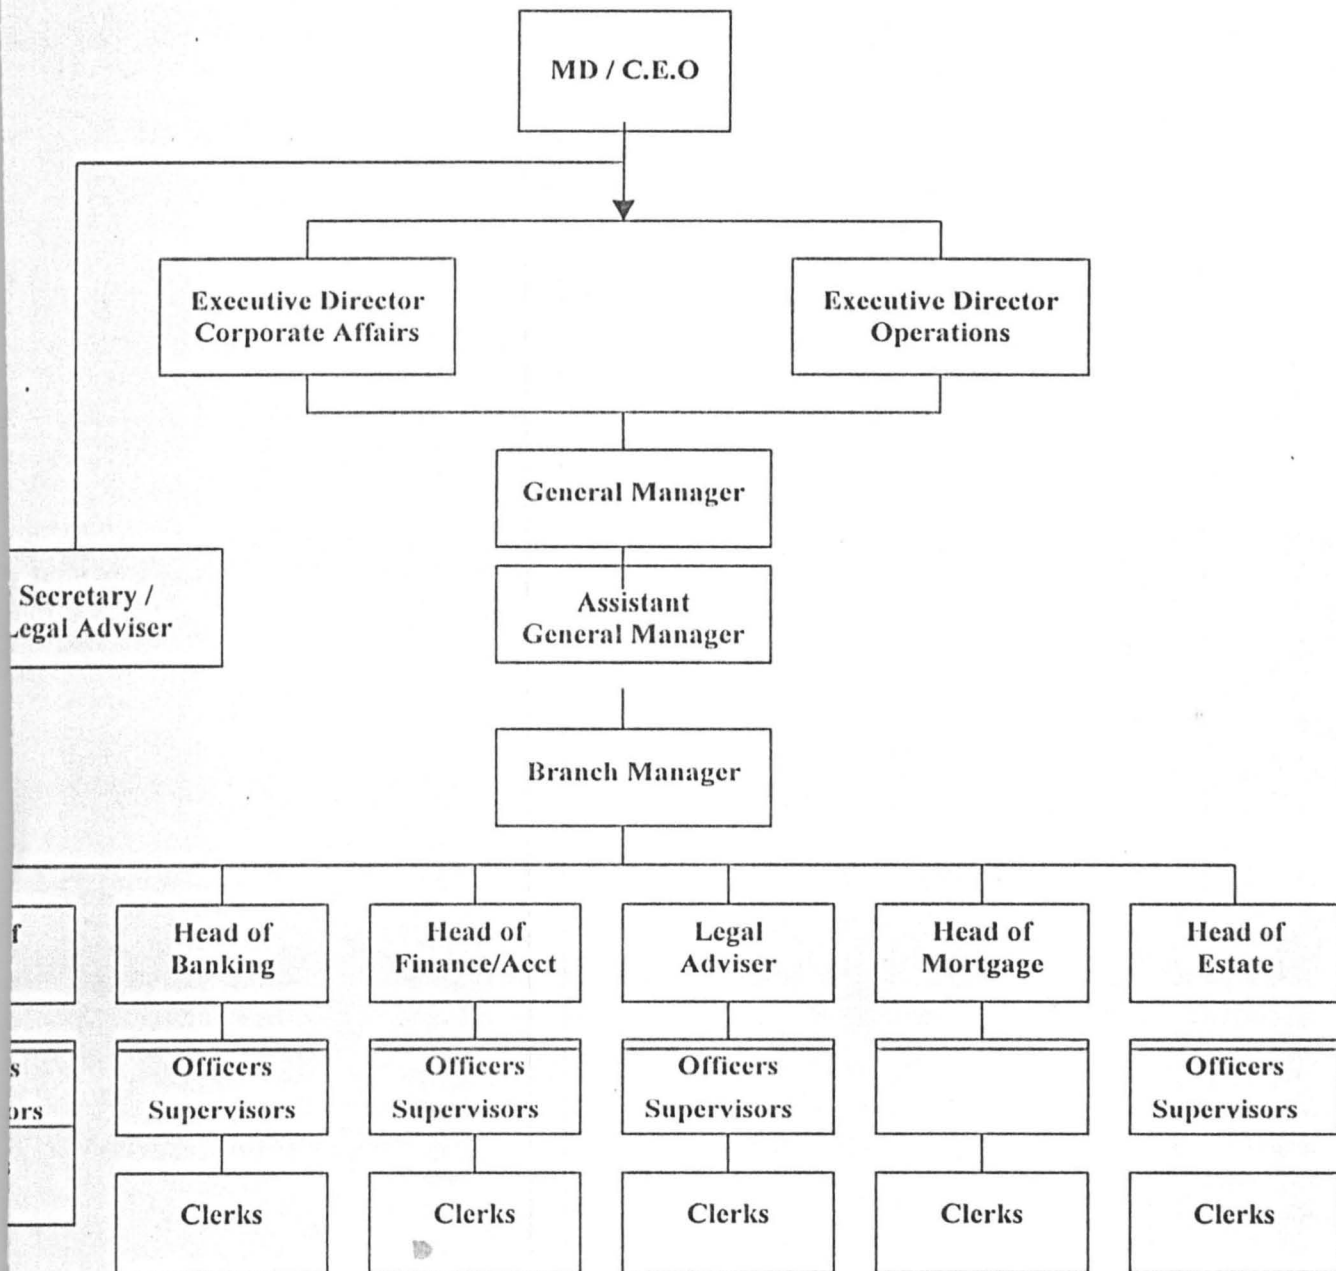 MD / C.E.O
Executive Director
Corporate Affairs
Executive Director
Operations
General Manager
Secretary /
Legal Adviser
Assistant
General Manager
Branch Manager
Head of
Banking
Head of
Finance/Acct
Legal
Adviser
Head of
Mortgage
Head of
Estate
Officers
Supervisors
Officers
Supervisors
Officers
Supervisors
Officers
Supervisors
Clerks
Clerks
Clerks
Clerks
Clerks